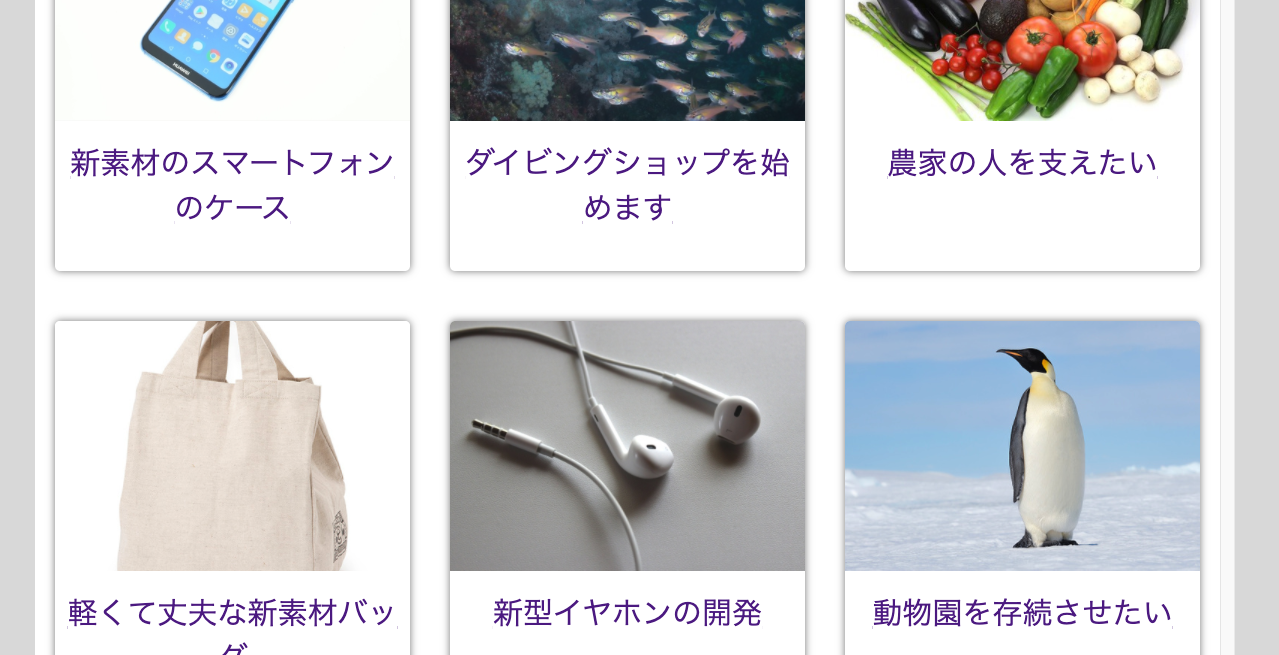 HUAWEI
新素材のスマートフォン
のケース
ダイビングショップを始
めます
農家の人を支えたい
軽くて丈夫な新素材バッ
グ
新型イヤホンの開発
動物園を存続させたい